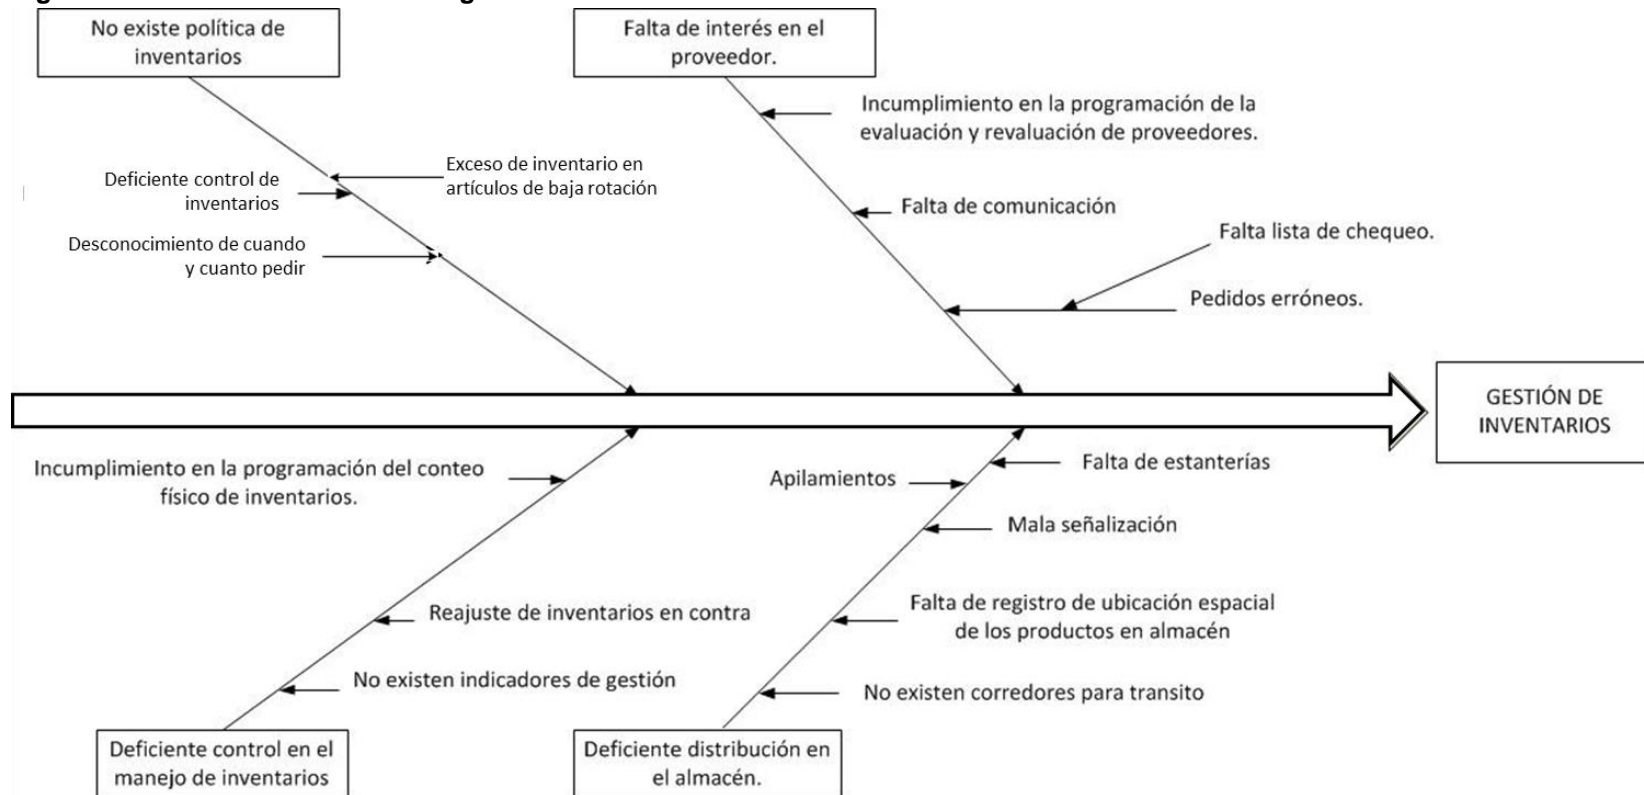 No existe política de
inventarios
Falta de interés en el
proveedor.
Incumplimiento en la programación de la
evaluación y revaluación de proveedores.
Exceso de inventario en
artículos de baja rotación
Deficiente control de
inventarios
Falta de comunicación
Falta lista de chequeo.
Desconocimiento de cuando
y cuanto pedir
Pedidos erróneos.
GESTIÓN DE
INVENTARIOS
Incumplimiento en la programación del conteo
físico de inventarios.
Apilamientos
Falta de estanterías
Mala señalización
Reajuste de inventarios en contra
Falta de registro de ubicación espacial
de los productos en almacén
No existen indicadores de gestión
No existen corredores para transito
Deficiente control en el
manejo de inventarios
Deficiente distribución en
el almacén.